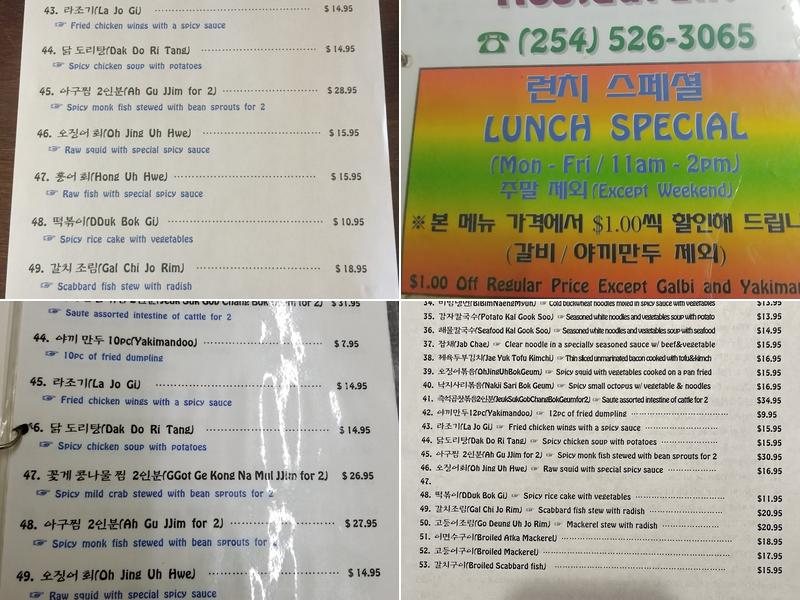 43. 라조기(La Jo Gi) $14.95
☞ Fried chicken wings with a spicy sauce
44. 닭 도리탕(Dak Do Ri Tang) $14.95
☞ Spicy chicken soup with potatoes
45. 아구찜 2인분(Ah Gu JJim for 2) $28.95
☞ Spicy monk fish stewed with bean sprouts for 2
46. 오징어 회(Oh Jing Uh Hwe) $15.95
☞ Raw squid with special spicy sauce
47. 홍어 회(Hong Uh Hwe) $15.95
☞ Raw fish with special spicy sauce
48. 떡볶이(DDuk Bok Gi) $10.95
☞ Spicy rice cake with vegetables
49. 갈치 조림(Gal Chi Jo Rim) $18.95
☞ Scabbard fish stew with radish
☎ (254) 526-3065
런치 스페셜
LUNCH SPECIAL
(Mon - Fri / 11am - 2pm)
주말 제외 (Except Weekend)
※본 메뉴 가격에서 $1.00씩 할인해 드립니
(갈비 / 야끼만두 제외)
$1.00 Off Regular Price Except Galbi and Yakiman
(Jeuk Suk Gob Chang Bok for 2) $31.95
☞ Saute assorted intestine of cattle for 2
44. 야끼 만두 10pc(Yakimandoo) $7.95
☞ 10pc of fried dumpling
45. 라조기(La Jo Gi) $14.95
☞ Fried chicken wings with a spicy sauce
46. 닭 도리탕(Dak Do Ri Tang) $14.95
☞ Spicy chicken soup with potatoes
47. 꽃게 콩나물 찜 2인분(GGot Ge Kong Na Mul JJim for 2) $26.95
☞ Spicy mild crab stewed with bean sprouts for 2
48. 아구찜 2인분(Ah Gu JJim for 2) $27.95
☞ Spicy monk fish stewed with bean sprouts for 2
49. 오징어 회(Oh Jing Uh Hwe) $14.95
☞ Raw squid with special spicy sauce
34. 비빔냉면(BiBimNaengMyun) ☞ Cold buckwheat noodles mixed in spicy sauce with vegetables $13.95
35. 감자칼국수(Potato Kal Gook Soo) ☞ Seasoned white noodles and vegetables soup with potato $13.95
36. 해물칼국수(Seafood Kal Gook Soo) ☞ Seasoned white noodles and vegetables soup with seafood $14.95
37. 잡채(Jab Chae) ☞ Clear noodle in a specially seasoned sauce w/ beef&vegetable $15.95
38. 제육두부김치(Jae Yuk Tofu Kimchi) ☞ Thin sliced unmarinated bacon cooked with tofu&kimch $16.95
39. 오징어볶음(OhJingUhBokGeum) ☞ Spicy squid with vegetables cooked on a pan fried $15.95
40. 낙지사리볶음(Nakji Sari Bok Geum) ☞ Spicy small octopus w/ vegetable & noodles $16.95
41. 즉석곱창볶음2인분(JeukSukGobChangBokGeumfor2) ☞ Saute assorted intestine of cattle for 2 $34.95
42. 야끼만두12pc(Yakimandoo) ☞ 12pc of fried dumpling $9.95
43. 라조기(La Jo Gi) ☞ Fried chicken wings with a spicy sauce $15.95
44. 닭도리탕(Dak Do Ri Tang) ☞ Spicy chicken soup with potatoes $15.95
45. 아구찜 2인분(Ah Gu JJim for 2) ☞ Spicy monk fish stewed with bean sprouts for 2 $30.95
46. 오징어회(Oh Jing Uh Hwe) ☞ Raw squid with special spicy sauce $16.95
47.
48. 떡볶이(DDuk Bok Gi) ☞ Spicy rice cake with vegetables $11.95
49. 갈치조림(Gal Chi Jo Rim) ☞ Scabbard fish stew with radish $20.95
50. 고등어조림(Go Deung Uh Jo Rim) ☞ Mackerel stew with radish $20.95
51. 이면수구이(Broiled Atka Mackerel) $18.95
52. 고등어구이(Broiled Mackerel) $17.95
53. 갈치구이(Broiled Scabbard fish) $15.95